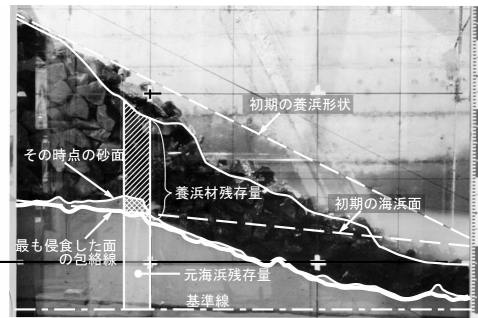 初期の養浜形状
その時点の砂面
養浜材残存量
初期の海浜面
最も侵食した面
の包絡線
元海浜残存量
基準線